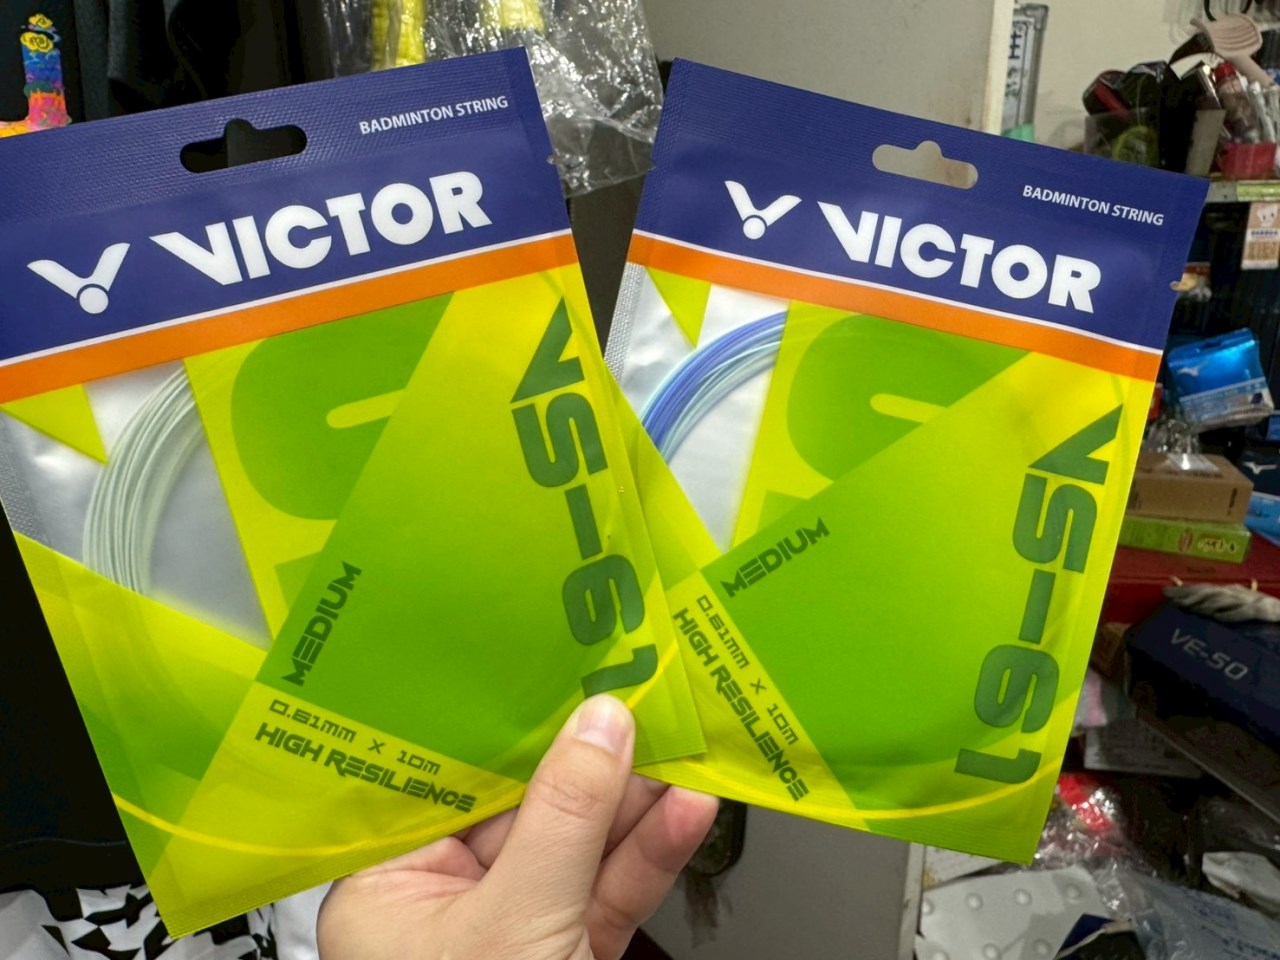 BADMINTON STRING
VICTOR
VS-61
MEDIUM
0.61mm x 10m
HIGH RESILIENCE
BADMINTON STRING
VICTOR
VS-61
MEDIUM
0.61mm x 10m
HIGH RESILIENCE
VE-50